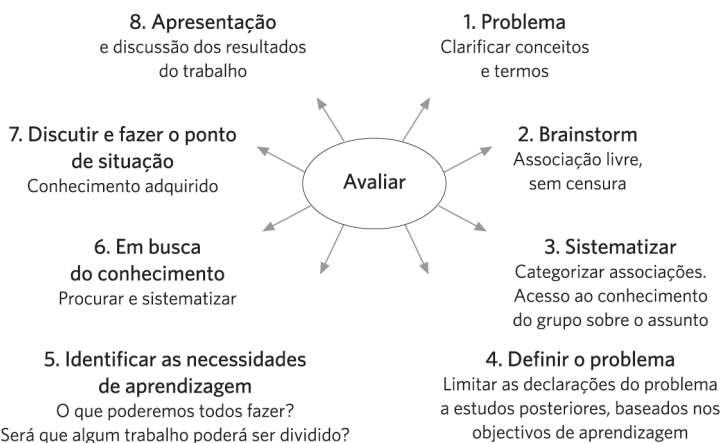 8. Apresentação
e discussão dos resultados
do trabalho
1. Problema
Clarificar conceitos
e termos
7. Discutir e fazer o ponto
de situação
Conhecimento adquirido
Avaliar
2. Brainstorm
Associação livre,
sem censura
6. Em busca
do conhecimento
Procurar e sistematizar
3. Sistematizar
Categorizar associações.
Acesso ao conhecimento
do grupo sobre o assunto
5. Identificar as necessidades
de aprendizagem
O que poderemos todos fazer?
Será que algum trabalho poderá ser dividido?
4. Definir o problema
Limitar as declarações do problema
a estudos posteriores, baseados nos
objectivos de aprendizagem